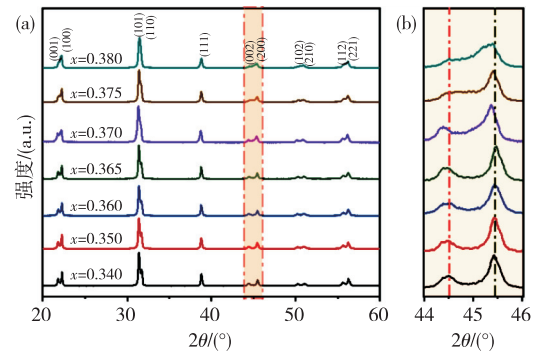 (a)
(001)
(100)
(101)
(110)
(111)
(002)
(200)
(102)
(210)
(112)
(221)
x=0.380
x=0.375
x=0.370
x=0.365
x=0.360
x=0.350
x=0.340
强度/(a.u.)
20 30 40 50 60
2θ/(°)
(b)
44 45 46
2θ/(°)